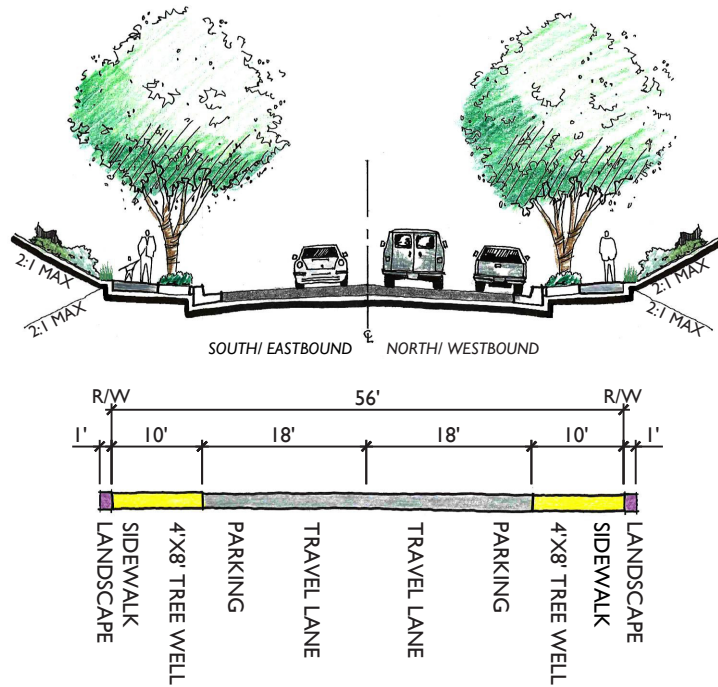 2:1 MAX
2:1 MAX
2:1 MAX
2:1 MAX
℄
SOUTH/ EASTBOUND
NORTH/ WESTBOUND
R/W
R/W
56'
1'
10'
18'
18'
10'
1'
LANDSCAPE
SIDEWALK
4'X8' TREE WELL
PARKING
TRAVEL LANE
TRAVEL LANE
PARKING
4'X8' TREE WELL
SIDEWALK
LANDSCAPE